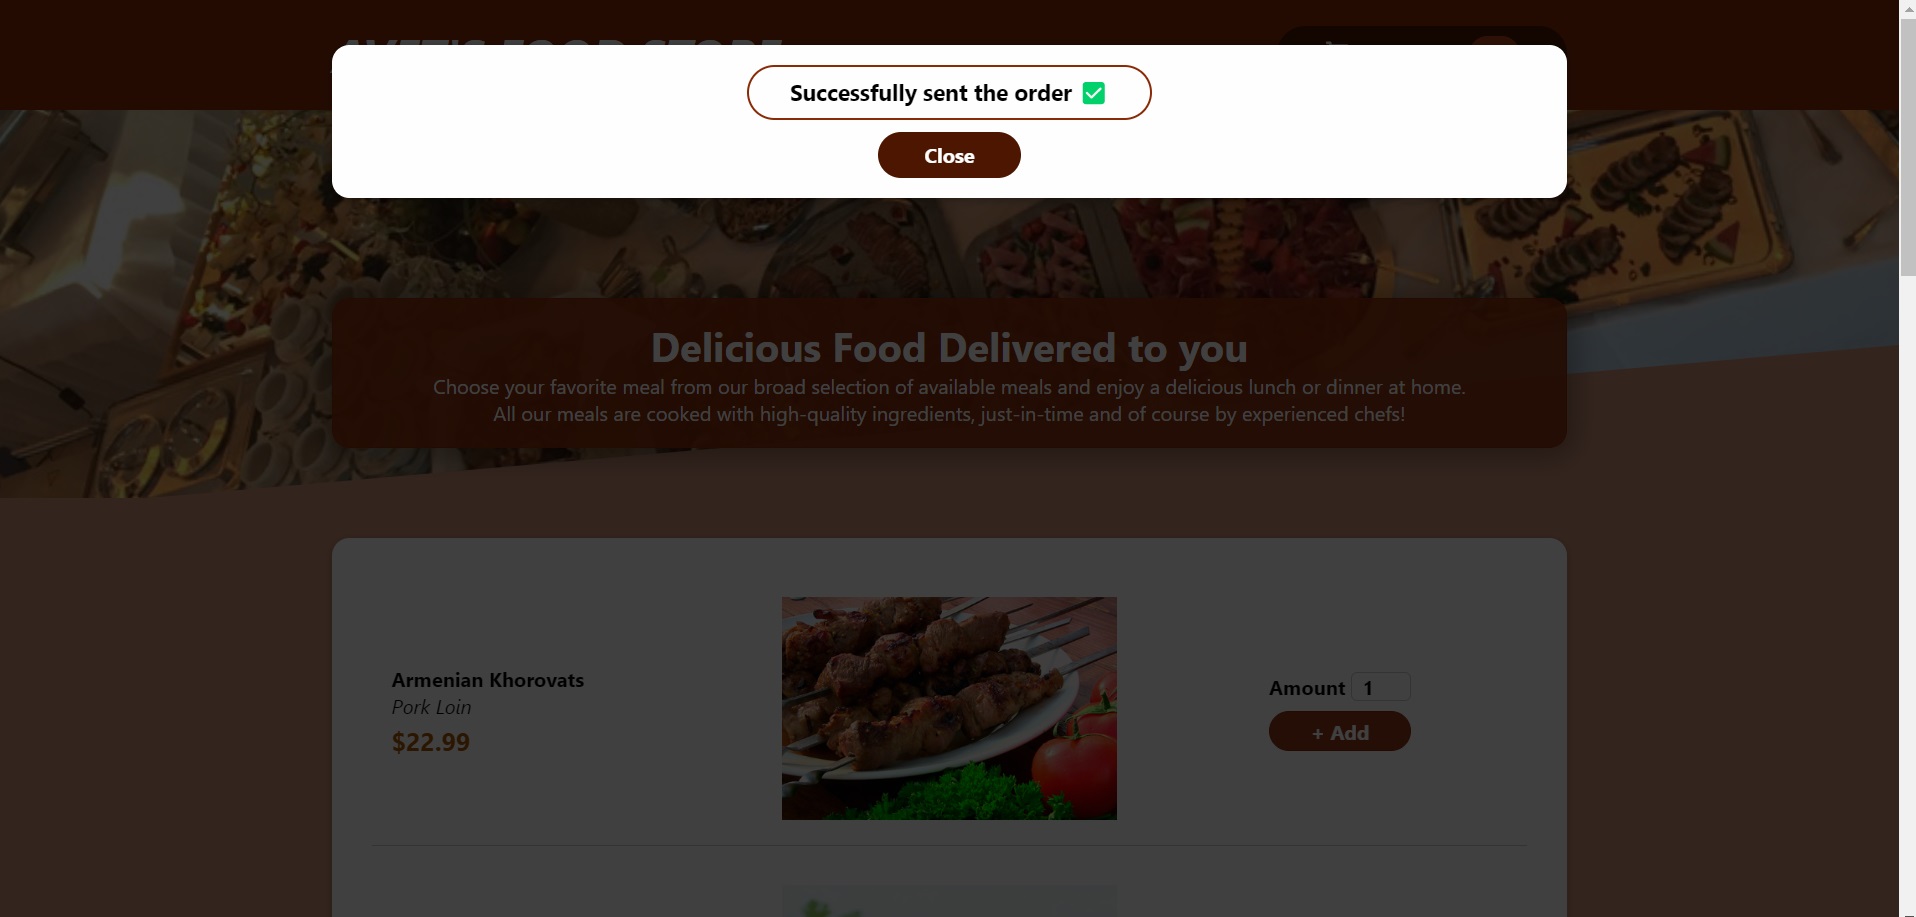 Successfully sent the order ✅
Close
Delicious Food Delivered to you
Choose your favorite meal from our broad selection of available meals and enjoy a delicious lunch or dinner at home.
All our meals are cooked with high-quality ingredients, just-in-time and of course by experienced chefs!
Armenian Khorovats
Pork Loin
$22.99
Amount 1
+ Add